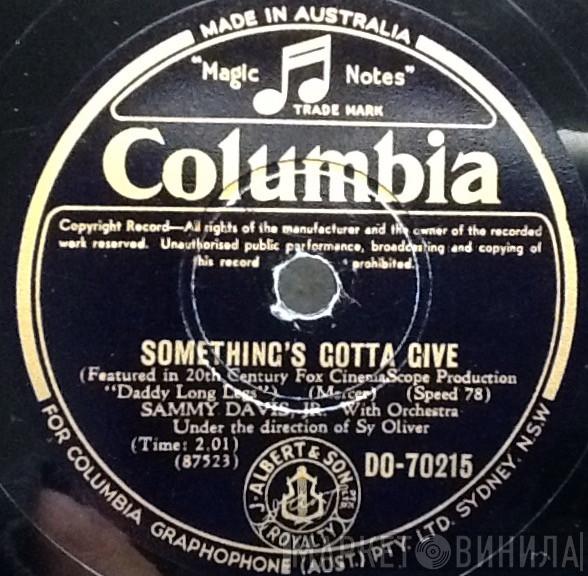 MADE IN AUSTRALIA
"Magic Notes"
TRADE MARK
Columbia
Copyright Record—All rights of the manufacturer and the owner of the recorded
work reserved. Unauthorised public performance, broadcasting and copying of
this record prohibited.
SOMETHING'S GOTTA GIVE
(Featured in 20th Century Fox CinemaScope Production
"Daddy Long Legs") (Mercer) (Speed 78)
SAMMY DAVIS, JR. With Orchestra
Under the direction of Sy Oliver
(Time: 2.01)
(87523)
DO-70215
J. ALBERT & SON PTY. LTD.
ROYALTY
FOR COLUMBIA GRAPHOPHONE (AUST.) PTY. LTD. SYDNEY. N.S.W
МАРКЕТ ВИНИЛА